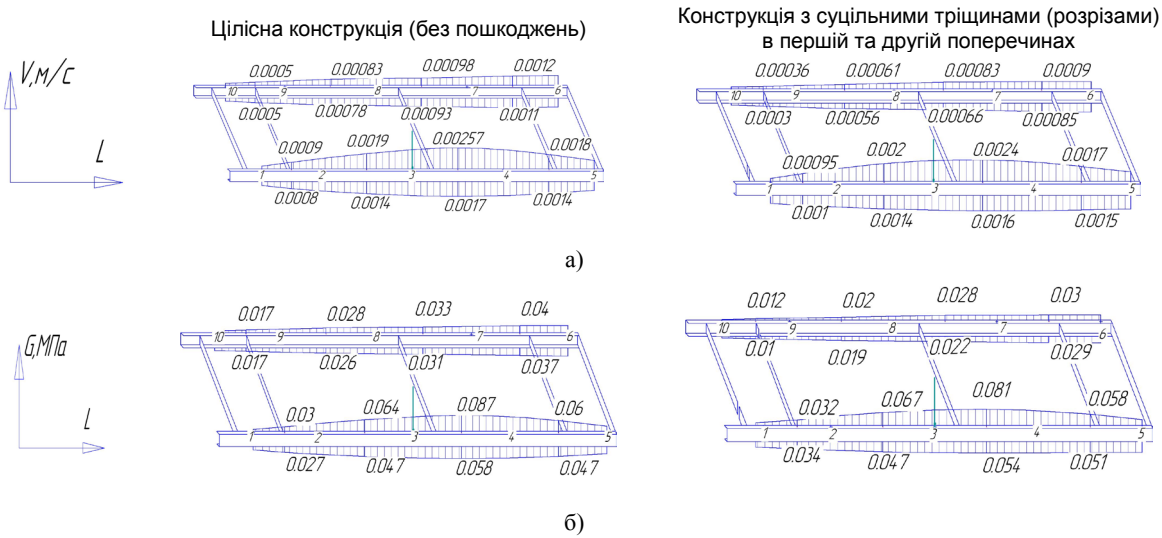 Цілісна конструкція (без пошкоджень)
Конструкція з суцільними тріщинами (розрізами)
в першій та другій поперечинах
V,м/с
L
0.0005 0.00083 0.00098 0.0012
10 9 8 7 6
0.0005 0.00078 0.00093 0.0011
0.0009 0.0019 0.00257 0.0018
1 2 3 4 5
0.0008 0.0014 0.0017 0.0014
0.00036 0.00061 0.00083 0.0009
10 9 8 7 6
0.0003 0.00056 0.00066 0.00085
0.00095 0.002 0.0024 0.0017
1 2 3 4 5
0.001 0.0014 0.0016 0.0015
а)
G,МПа
L
0.017 0.028 0.033 0.04
10 9 8 7 6
0.017 0.026 0.031 0.037
0.03 0.064 0.087 0.06
1 2 3 4 5
0.027 0.047 0.058 0.047
0.012 0.02 0.028 0.03
10 9 8 7 6
0.01 0.019 0.022 0.029
0.032 0.067 0.081 0.058
1 2 3 4 5
0.034 0.047 0.054 0.051
б)